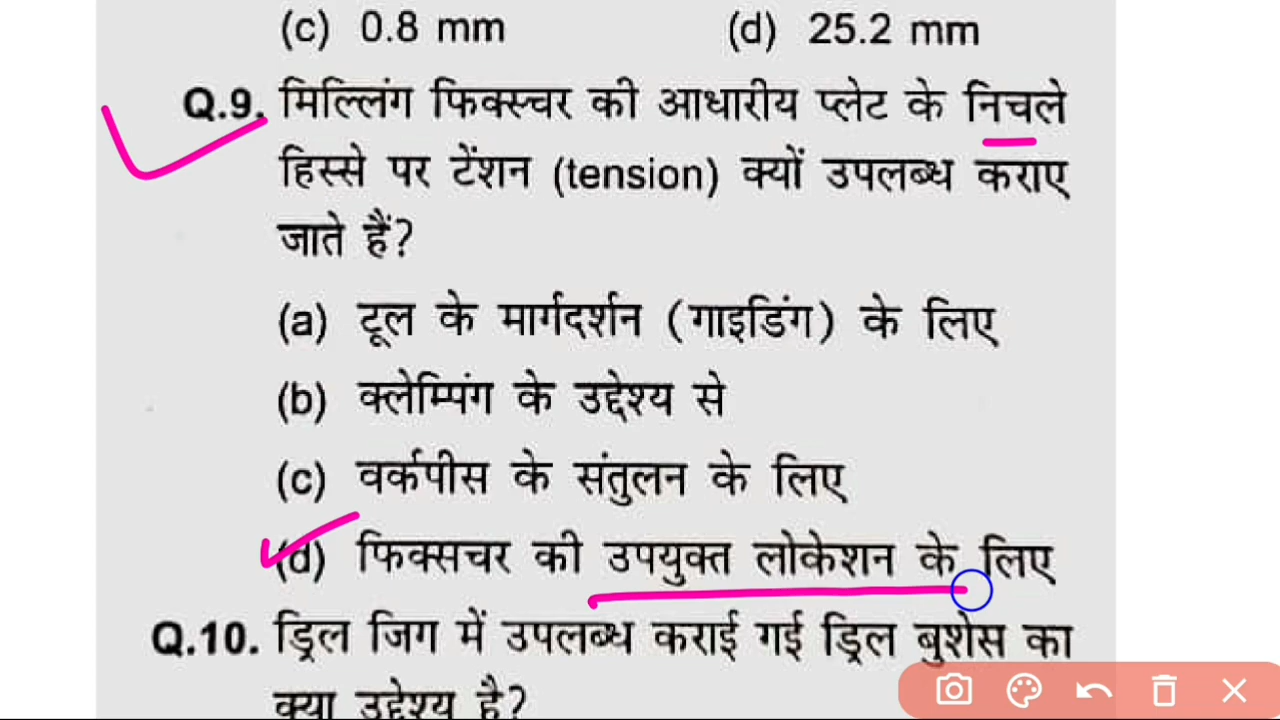 (c) 0.8 mm (d) 25.2 mm
Q.9. मिल्लिंग फिक्स्चर की आधारीय प्लेट के निचले
हिस्से पर टेंशन (tension) क्यों उपलब्ध कराए
जाते हैं?
(a) टूल के मार्गदर्शन (गाइडिंग) के लिए
(b) क्लेम्पिंग के उद्देश्य से
(c) वर्कपीस के संतुलन के लिए
(d) फिक्सचर की उपयुक्त लोकेशन के लिए
Q.10. ड्रिल जिग में उपलब्ध कराई गई ड्रिल बुशेस का
क्या उद्देश्य है?